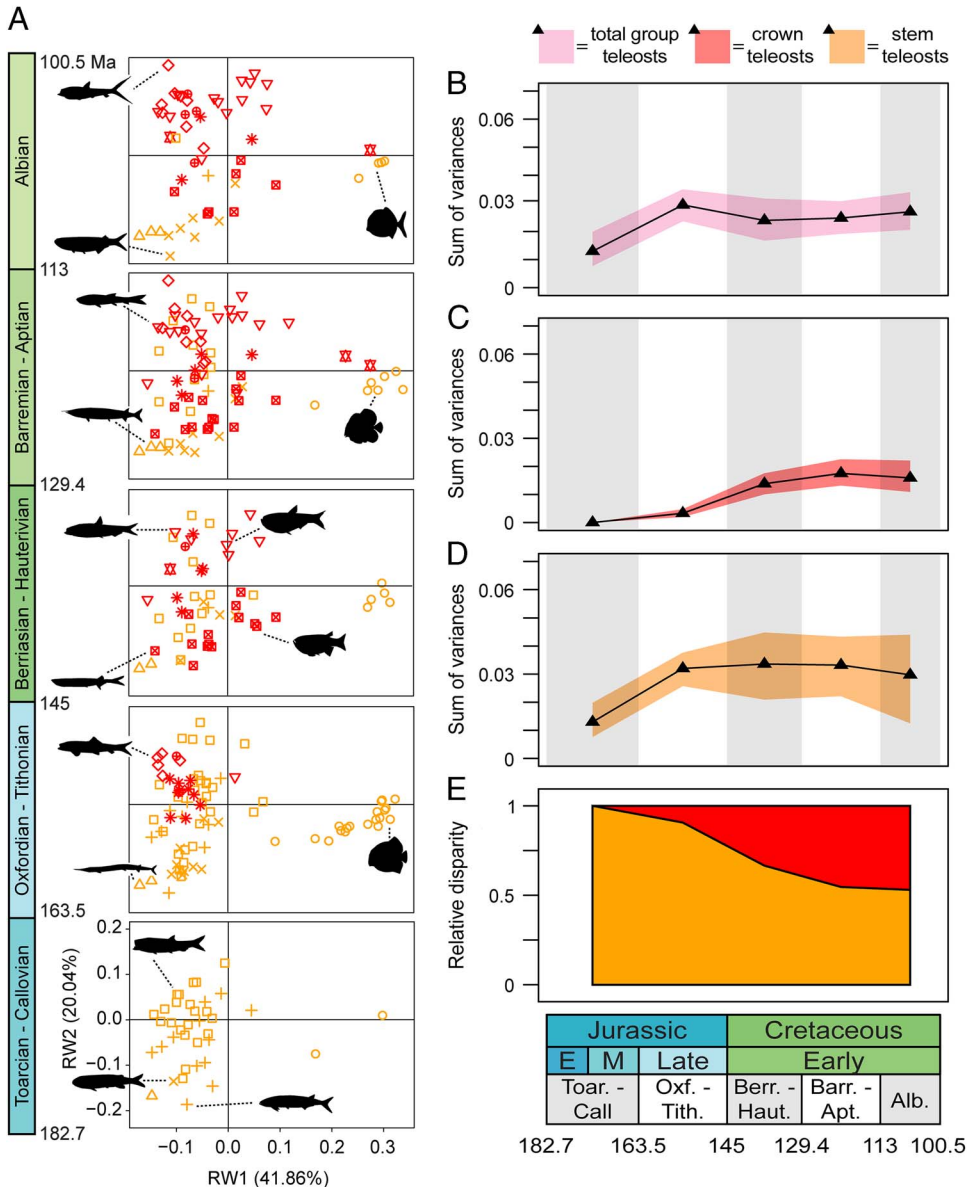 A
100.5 Ma
Albian
113
Barremian - Aptian
129.4
Berriasian - Hauterivian
145
Oxfordian - Tithonian
163.5
Toarcian - Callovian
182.7
0.2
0.1
0.0
−0.1
−0.2
RW2 (20.04%)
−0.1 0.0 0.1 0.2 0.3
RW1 (41.86%)
= total group teleosts
= crown teleosts
= stem teleosts
B
0.06
0.03
0
Sum of variances
C
0.06
0.03
0
Sum of variances
D
0.06
0.03
0
Sum of variances
E
1
0.5
0
Relative disparity
Jurassic Cretaceous
E M Late Early
Toar. - Call
Oxf. - Tith.
Berr. - Haut.
Barr. - Apt.
Alb.
182.7 163.5 145 129.4 113 100.5